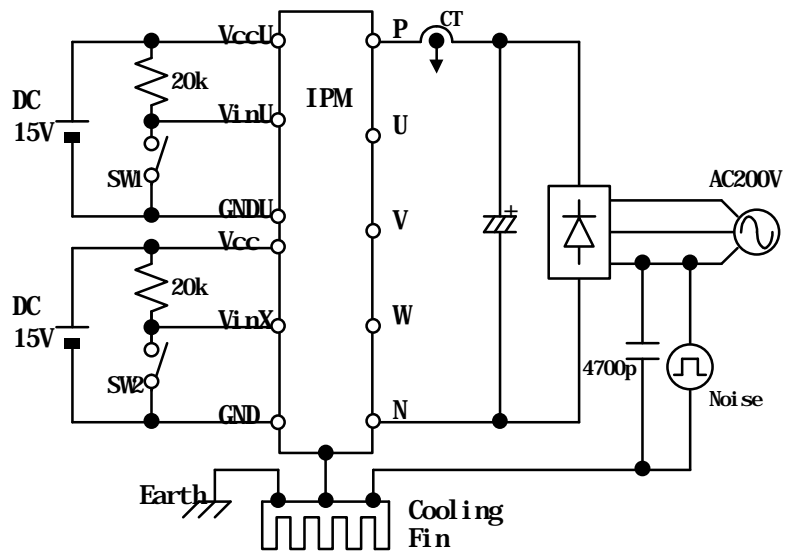 VccU
P
CT
20k
IPM
DC
15V
VinU
U
SW1
AC200V
GNDU
V
Vcc
+
20k
DC
15V
VinX
W
SW2
4700p
GND
N
Noise
Earth
Cooling
Fin